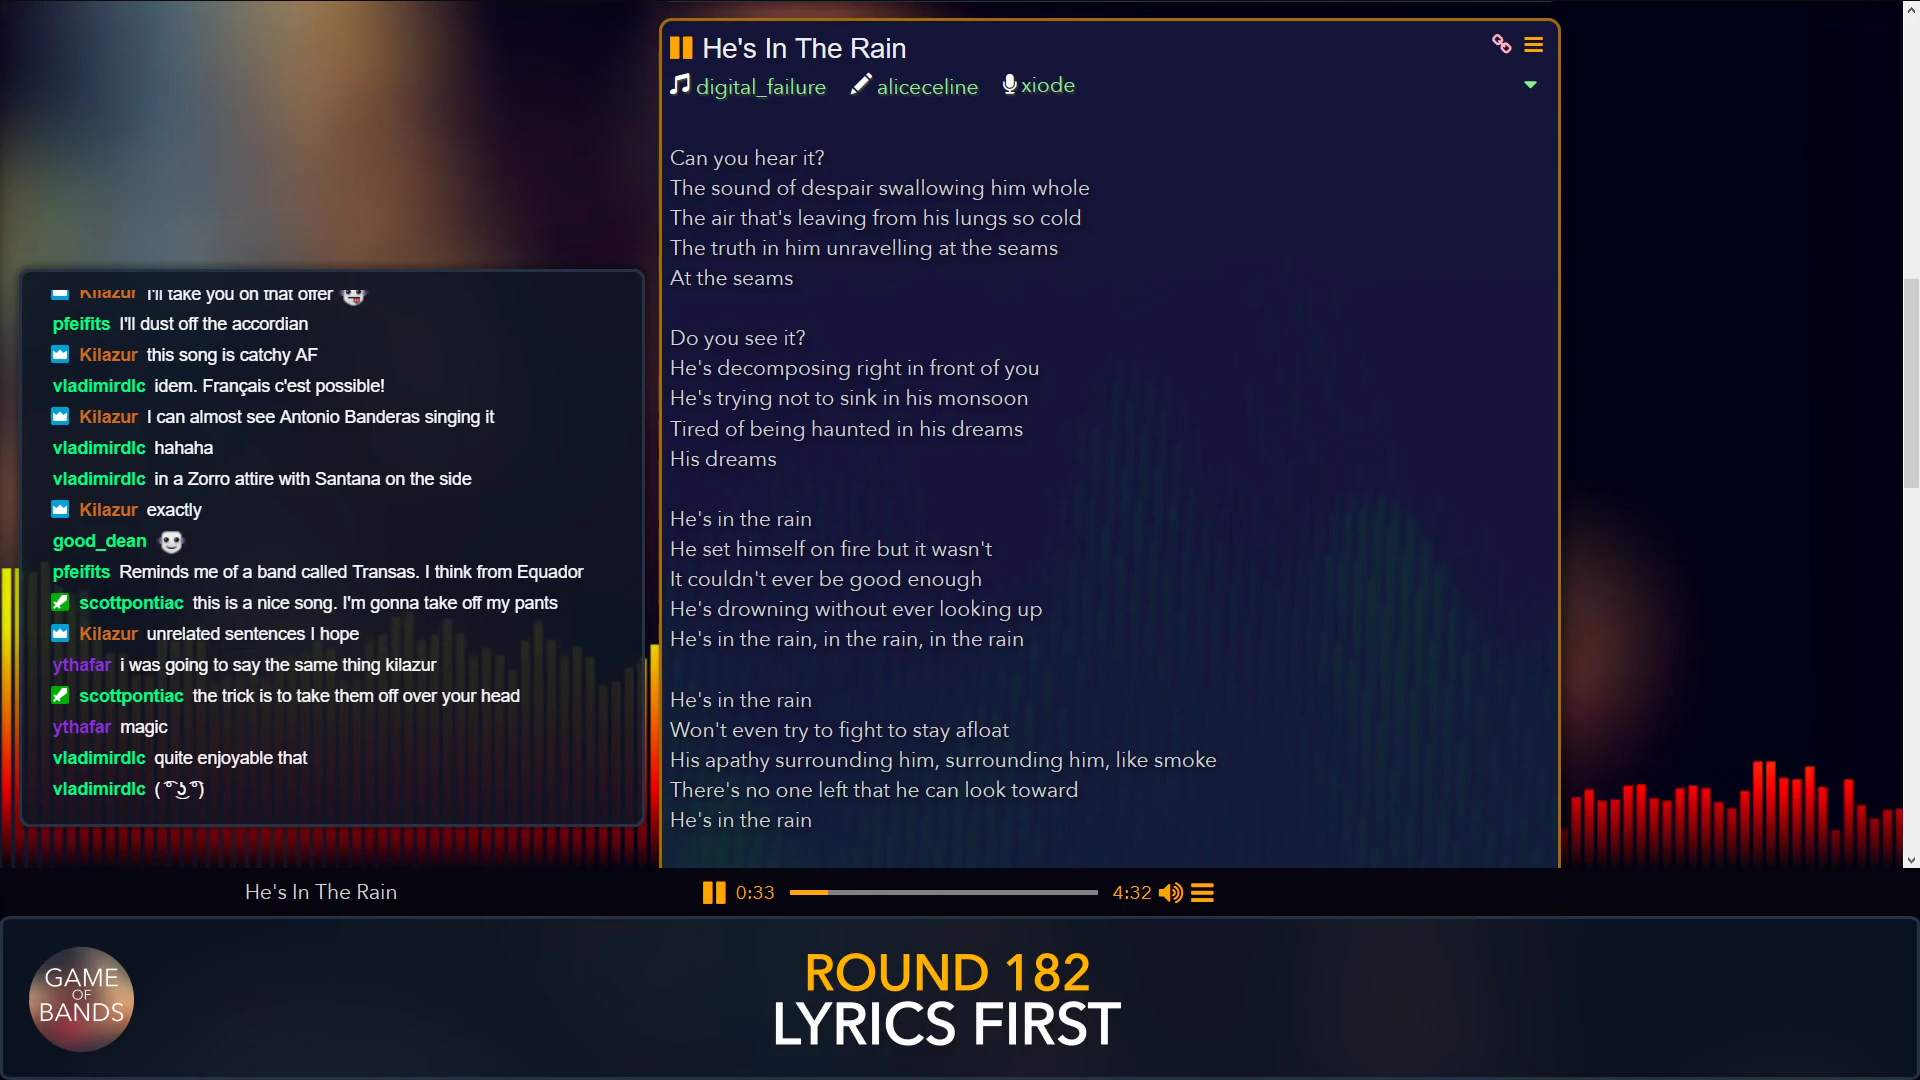 He's In The Rain
digital_failure aliceceline xiode
Can you hear it?
The sound of despair swallowing him whole
The air that's leaving from his lungs so cold
The truth in him unravelling at the seams
At the seams
Do you see it?
He's decomposing right in front of you
He's trying not to sink in his monsoon
Tired of being haunted in his dreams
His dreams
He's in the rain
He set himself on fire but it wasn't
It couldn't ever be good enough
He's drowning without ever looking up
He's in the rain, in the rain, in the rain
He's in the rain
Won't even try to fight to stay afloat
His apathy surrounding him, surrounding him, like smoke
There's no one left that he can look toward
He's in the rain
Kilazur I'll take you on that offer
pfeifits I'll dust off the accordian
Kilazur this song is catchy AF
vladimirdlc idem. Français c'est possible!
Kilazur I can almost see Antonio Banderas singing it
vladimirdlc hahaha
vladimirdlc in a Zorro attire with Santana on the side
Kilazur exactly
good_dean
pfeifits Reminds me of a band called Transas. I think from Equador
scottpontiac this is a nice song. I'm gonna take off my pants
Kilazur unrelated sentences I hope
ythafar i was going to say the same thing kilazur
scottpontiac the trick is to take them off over your head
ythafar magic
vladimirdlc quite enjoyable that
vladimirdlc ( ͡° ͜ʖ ͡°)
He's In The Rain 0:33 4:32
GAME
OF
BANDS
ROUND 182
LYRICS FIRST